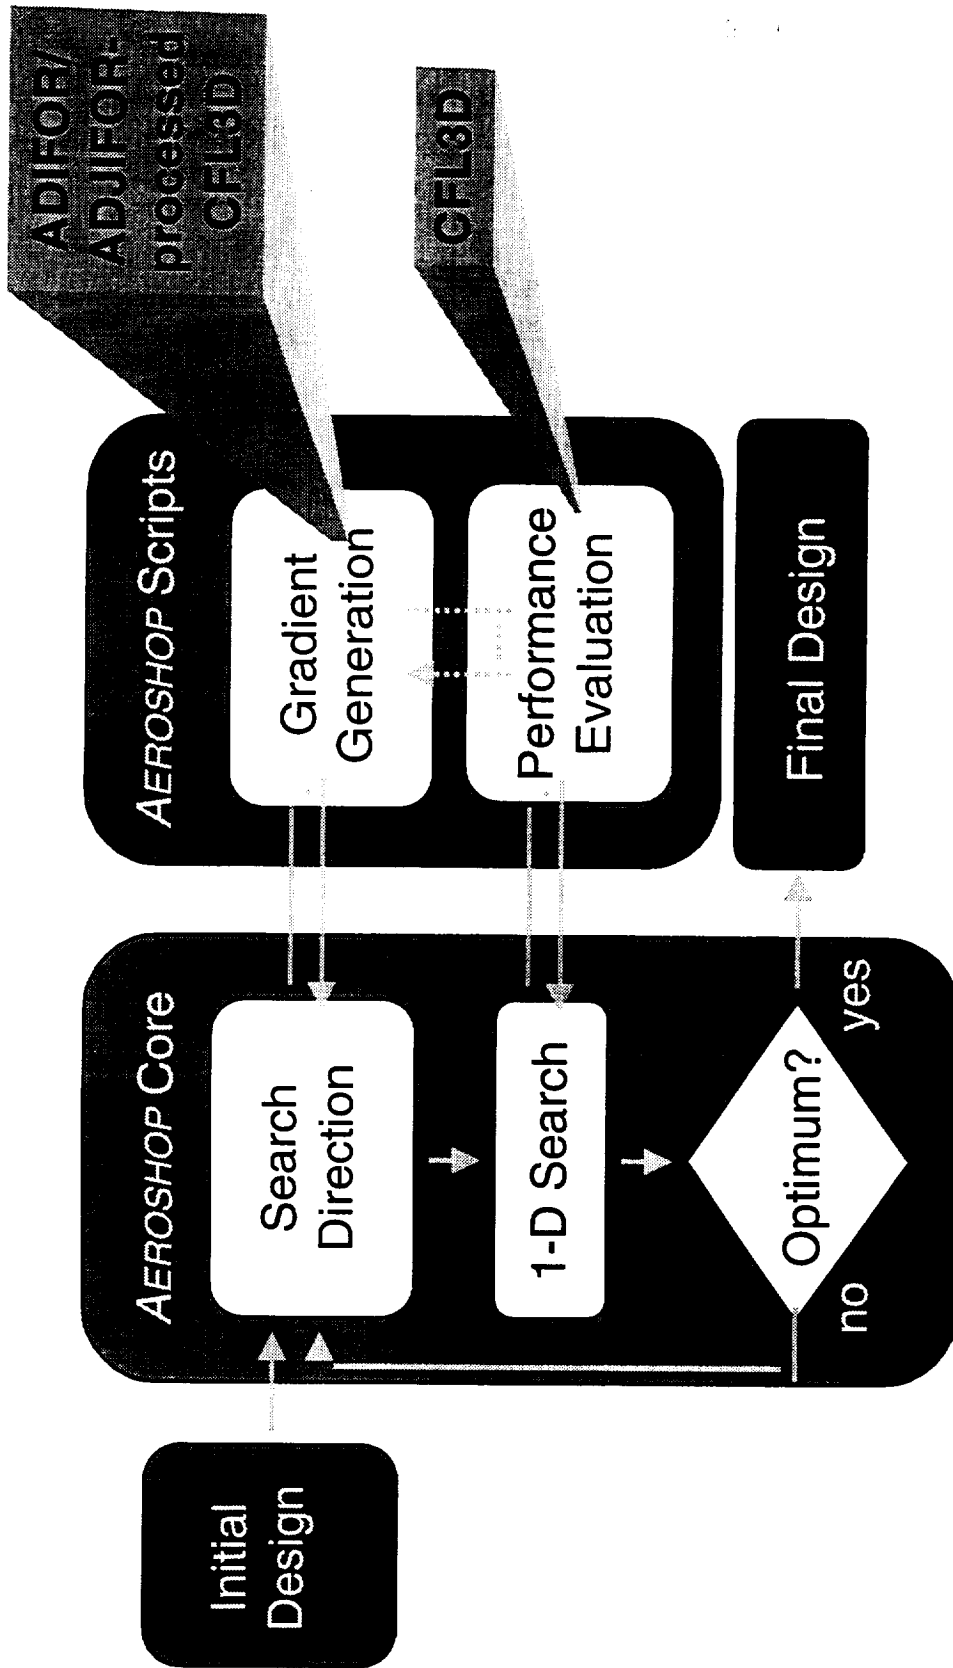 Initial
Design
AEROSHOP Core
Search
Direction
1-D Search
Optimum?
no
yes
AEROSHOP Scripts
Gradient
Generation
Performance
Evaluation
Final Design
ADIFOR/
ADJIFOR-
processed
CFL3D
CFL3D